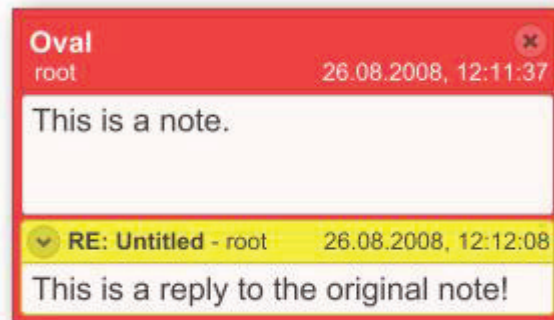 Oval
root 26.08.2008, 12:11:37
This is a note.
RE: Untitled - root 26.08.2008, 12:12:08
This is a reply to the original note!